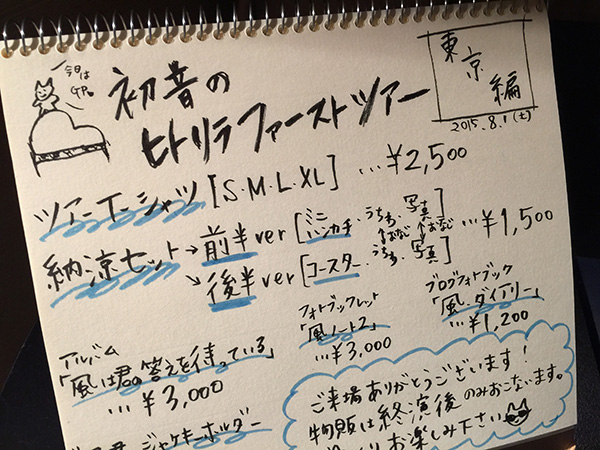 今日は
GP。
初音の
ヒトリテ ファーストツアー
東京編
2015.8.1(土)
ツアーTーシャツ [S・M・L・XL] …¥2,500
納涼セット→前半ver [ミニハンカチ・うちわ・写真]
↕おなじ ↕おなじ …¥1,500
→後半ver [コースター・うちわ・写真]
フォトブックレット
「風ノート2」
…¥3,000
ブログフォトブック
「風、ダイアリー」
…¥1,200
アルバム
「風は君の答えを待っている」
…¥3,000
ジャケキーホルダー
ご来場ありがとうございます!
物販は終演後のみおこないます。
お楽しみ下さい